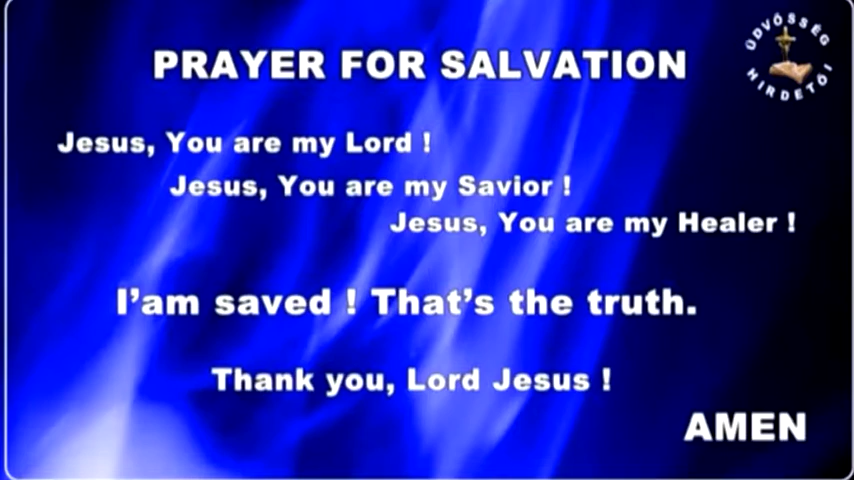 PRAYER FOR SALVATION
ÜDVÖSSÉG
HIRDETŐI
Jesus, You are my Lord !
Jesus, You are my Savior !
Jesus, You are my Healer !
I'am saved ! That's the truth.
Thank you, Lord Jesus !
AMEN